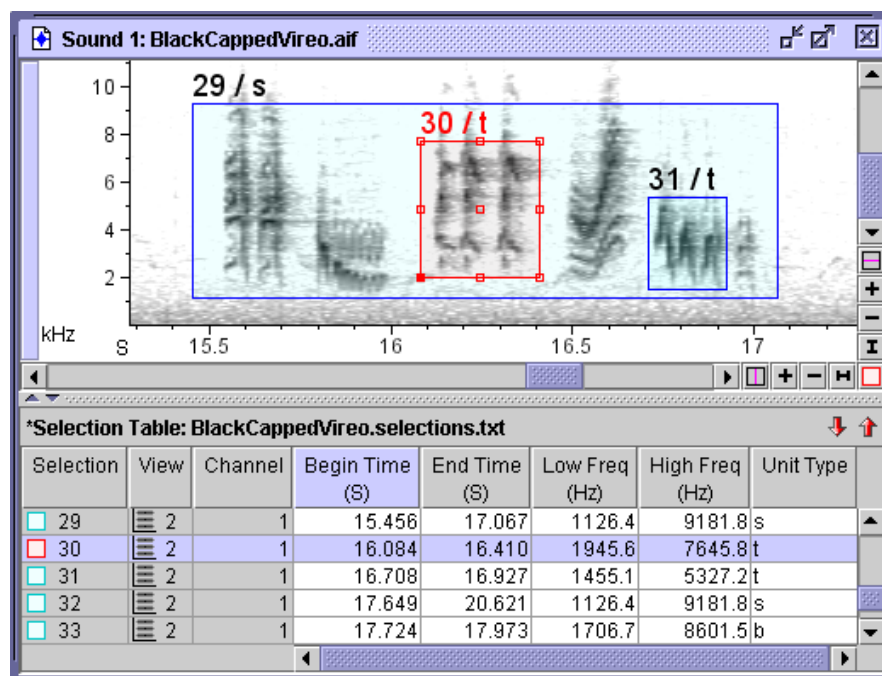 Sound 1: BlackCappedVireo.aif
29 / s
30 / t
31 / t
10
8
6
4
2
kHz
S 15.5 16 16.5 17
*Selection Table: BlackCappedVireo.selections.txt
Selection View Channel Begin Time End Time Low Freq High Freq Unit Type
(S) (S) (Hz) (Hz)
29 2 1 15.456 17.067 1126.4 9181.8 s
30 2 1 16.084 16.410 1945.6 7645.8 t
31 2 1 16.708 16.927 1455.1 5327.2 t
32 2 1 17.649 20.621 1126.4 9181.8 s
33 2 1 17.724 17.973 1706.7 8601.5 b